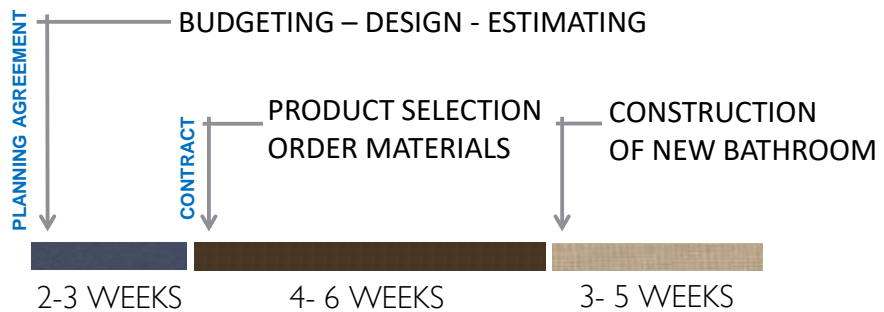 BUDGETING – DESIGN - ESTIMATING
PLANNING AGREEMENT
CONTRACT
PRODUCT SELECTION
ORDER MATERIALS
CONSTRUCTION
OF NEW BATHROOM
2-3 WEEKS
4- 6 WEEKS
3- 5 WEEKS